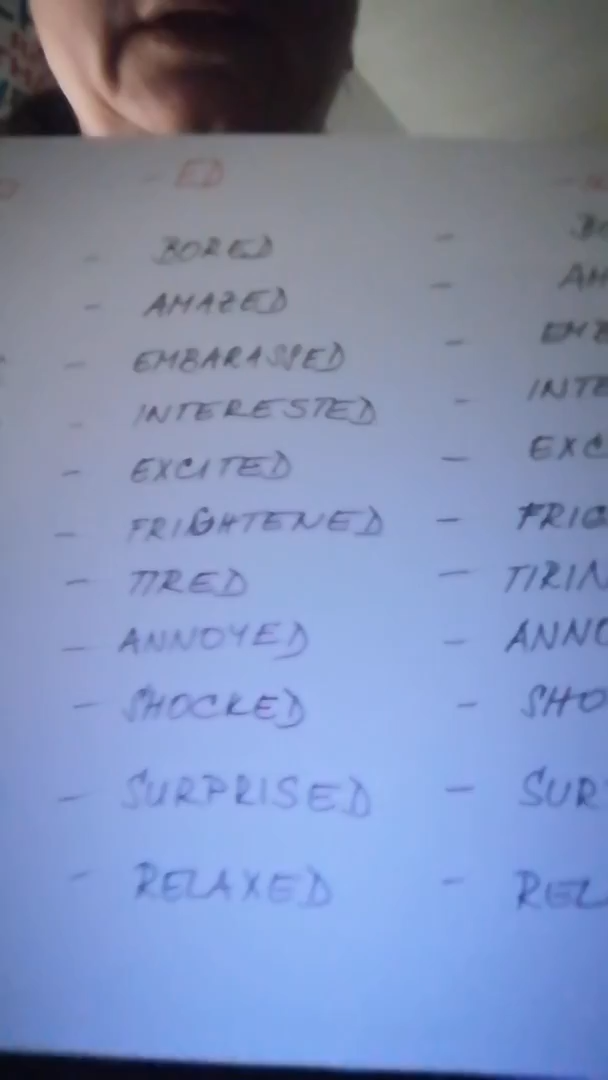 - ED -
- BORED - BO
- AMAZED - AM
- EMBARASSED - EMB
- INTERESTED - INTE
- EXCITED - EXC
- FRIGHTENED - FRIG
- TIRED - TIRIN
- ANNOYED - ANNO
- SHOCKED - SHO
- SURPRISED - SUR
- RELAXED - REL